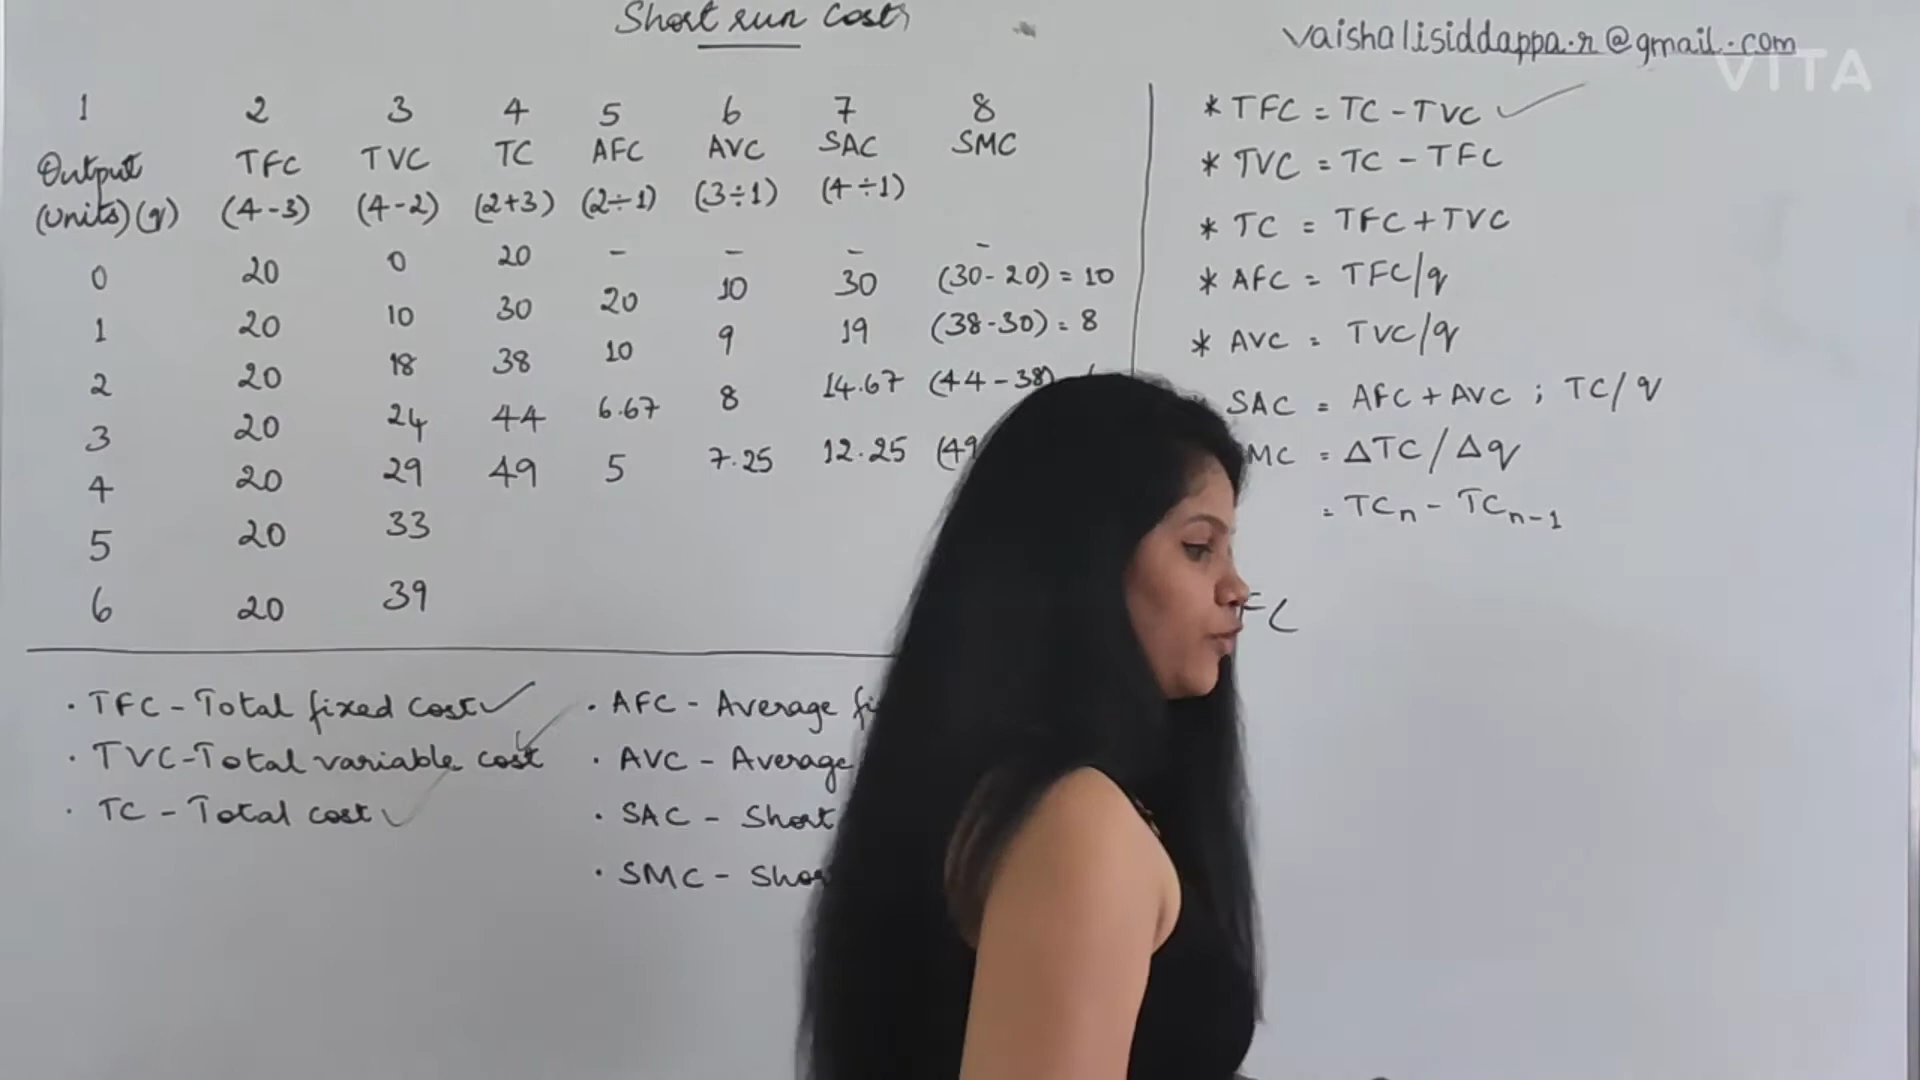 Short run costs
vaishalisiddappa.r@gmail.com
VITA
1 2 3 4 5 6 7 8
Output TFC TVC TC AFC AVC SAC SMC
(units)(q) (4-3) (4-2) (2+3) (2÷1) (3÷1) (4÷1)
0 20 0 20 - - - -
1 20 10 30 20 10 30 (30-20) = 10
2 20 18 38 10 9 19 (38-30) = 8
3 20 24 44 6.67 8 14.67 (44-38)
4 20 29 49 5 7.25 12.25 (49
5 20 33
6 20 39
* TFC = TC - TVC ✓
* TVC = TC - TFC
* TC = TFC + TVC
* AFC = TFC/q
* AVC = TVC/q
SAC = AFC + AVC ; TC/q
MC = ΔTC/Δq
= TCn - TCn-1
FC
· TFC - Total fixed cost ✓
· TVC - Total variable cost ✓
· TC - Total cost ✓
· AFC - Average fi
· AVC - Average
· SAC - Short
· SMC - Shor